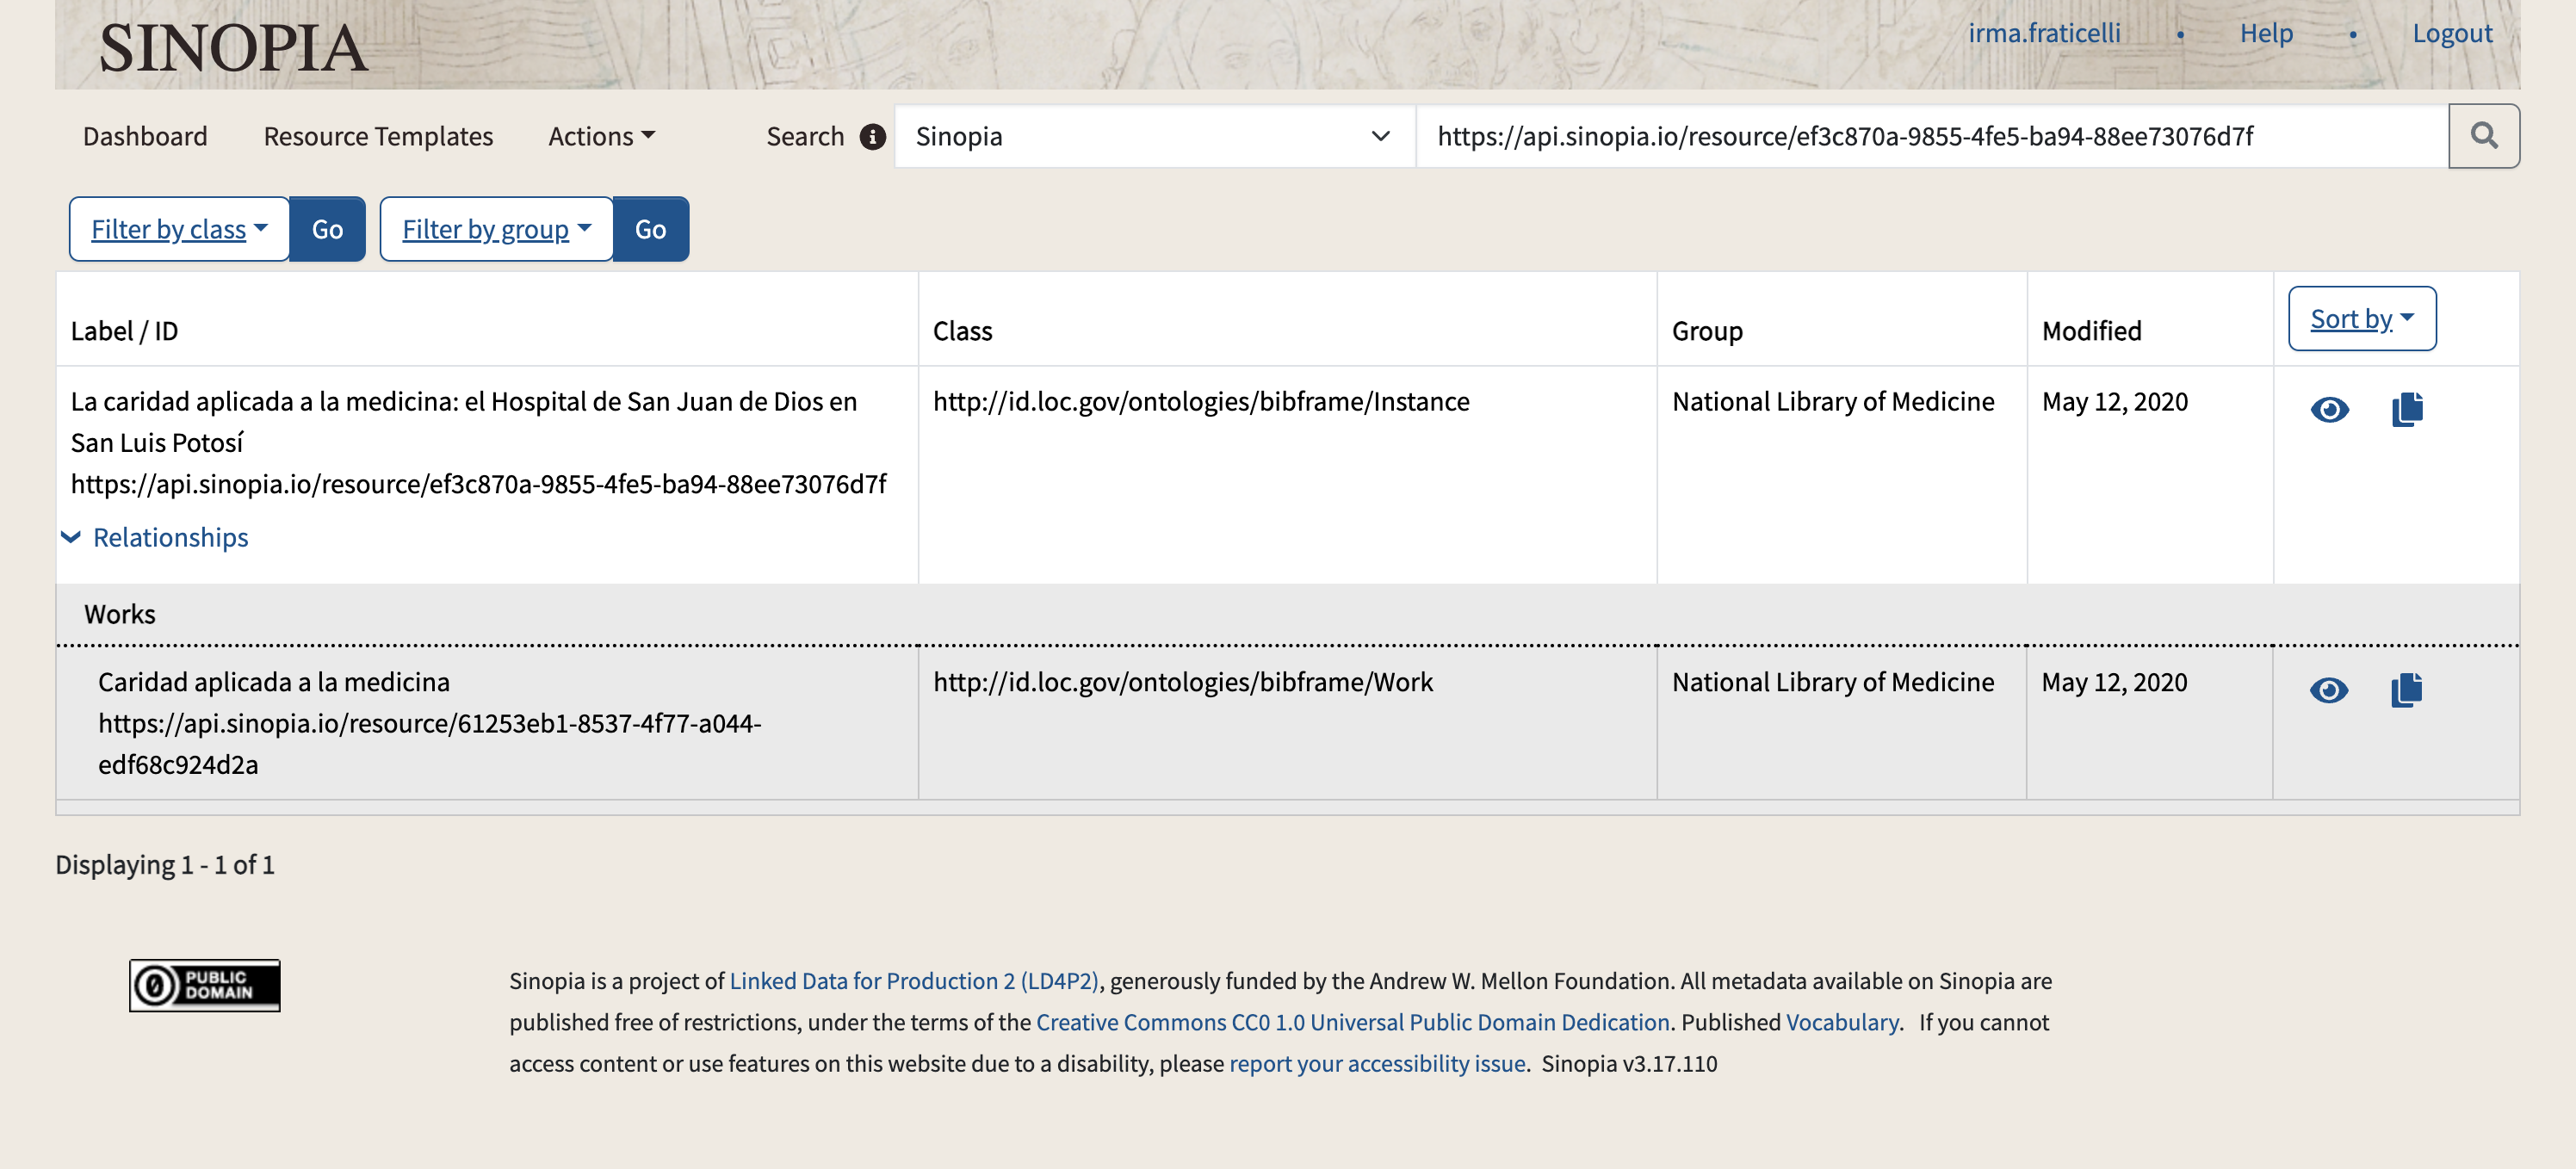 SINOPIA
irma.fraticelli • Help • Logout
Dashboard Resource Templates Actions Search Sinopia https://api.sinopia.io/resource/ef3c870a-9855-4fe5-ba94-88ee73076d7f
Filter by class Go Filter by group Go
Label / ID Class Group Modified Sort by
La caridad aplicada a la medicina: el Hospital de San Juan de Dios en http://id.loc.gov/ontologies/bibframe/Instance National Library of Medicine May 12, 2020
San Luis Potosí
https://api.sinopia.io/resource/ef3c870a-9855-4fe5-ba94-88ee73076d7f
Relationships
Works
Caridad aplicada a la medicina http://id.loc.gov/ontologies/bibframe/Work National Library of Medicine May 12, 2020
https://api.sinopia.io/resource/61253eb1-8537-4f77-a044-
edf68c924d2a
Displaying 1 - 1 of 1
PUBLIC
DOMAIN
Sinopia is a project of Linked Data for Production 2 (LD4P2), generously funded by the Andrew W. Mellon Foundation. All metadata available on Sinopia are
published free of restrictions, under the terms of the Creative Commons CC0 1.0 Universal Public Domain Dedication. Published Vocabulary. If you cannot
access content or use features on this website due to a disability, please report your accessibility issue. Sinopia v3.17.110